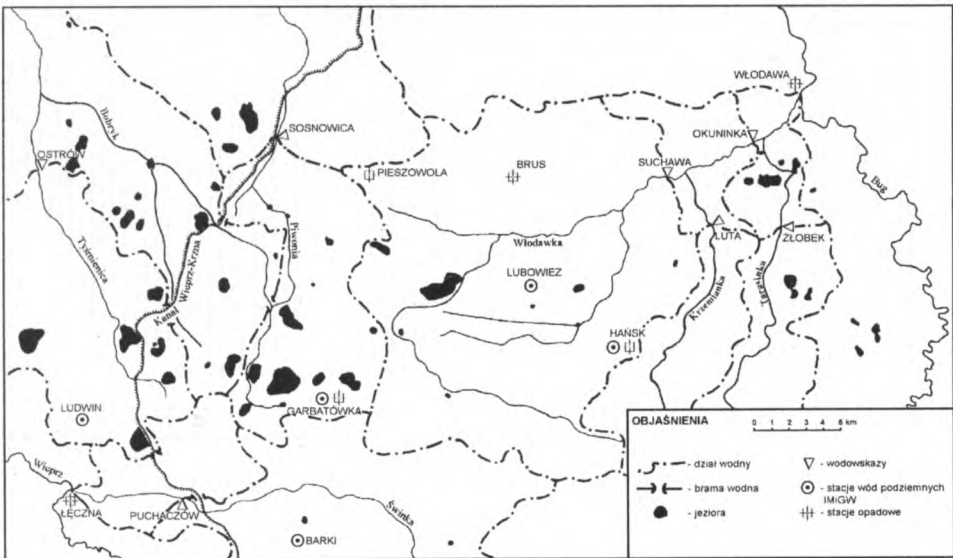 WŁODAWA
Bobryk
SOSNOWICA
OKUNINKA
OSTRÓW
PIESZOWOLA
BRUS
SUCHAWA
Bug
Piwonia
Włodawka
LUTA
ŻŁOBEK
Tyśmienica
Kanał Wieprz-Krzna
LUBOWIEZ
Krzemianka
Tarasinka
HAŃSK
GARBATÓWKA
LUDWIN
OBJAŚNIENIA
0 1 2 3 4 5 km
- dział wodny
- wodowskazy
- brama wodna
- stacje wód podziemnych
IMiGW
- jeziora
- stacje opadowe
Wieprz
ŁĘCZNA
PUCHACZÓW
Świnka
BARKI